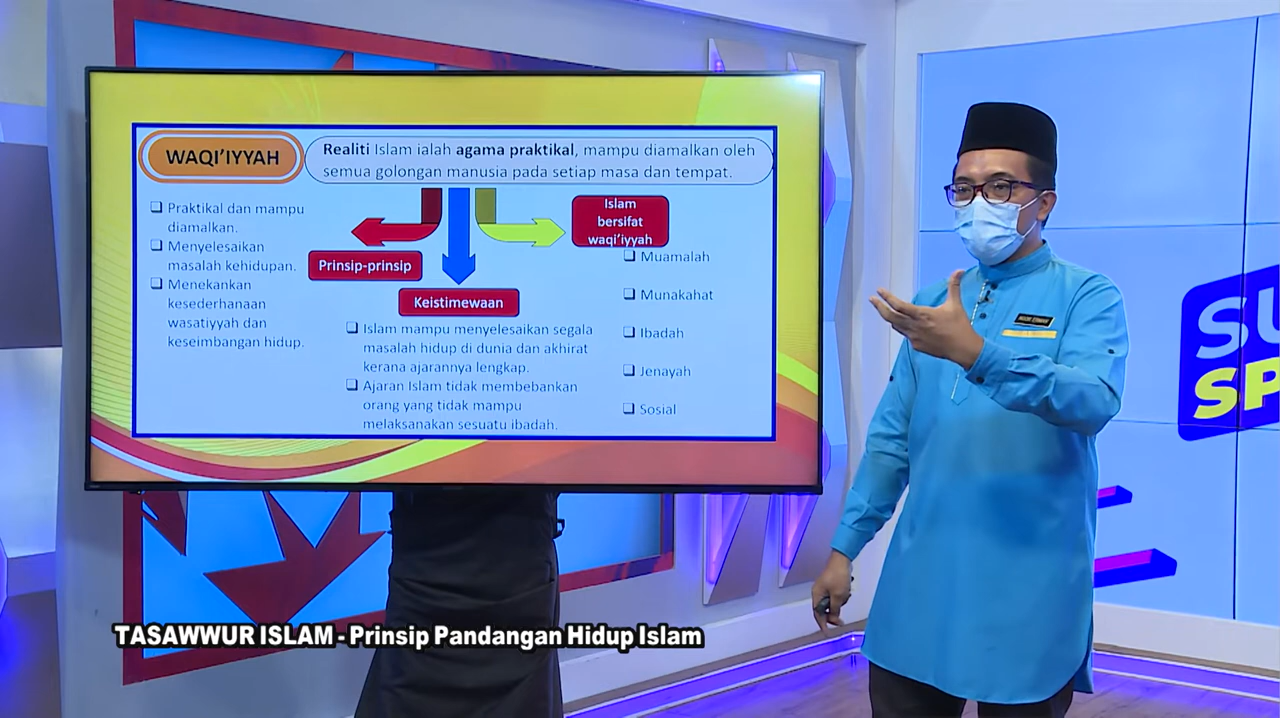 WAQI'IYYAH
Realiti Islam ialah agama praktikal, mampu diamalkan oleh
semua golongan manusia pada setiap masa dan tempat.
Praktikal dan mampu
diamalkan.
Menyelesaikan
masalah kehidupan.
Menekankan
kesederhanaan
wasatiyyah dan
keseimbangan hidup.
Prinsip-prinsip
Keistimewaan
Islam mampu menyelesaikan segala
masalah hidup di dunia dan akhirat
kerana ajarannya lengkap.
Ajaran Islam tidak membebankan
orang yang tidak mampu
melaksanakan sesuatu ibadah.
Islam
bersifat
waqi'iyyah
Muamalah
Munakahat
Ibadah
Jenayah
Sosial
SU
SP
TASAWWUR ISLAM - Prinsip Pandangan Hidup Islam